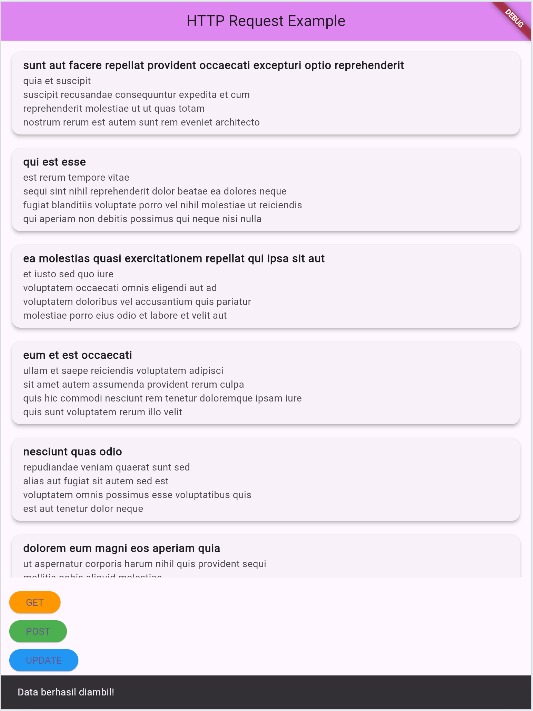 HTTP Request Example
DEBUG
sunt aut facere repellat provident occaecati excepturi optio reprehenderit
quia et suscipit
suscipit recusandae consequuntur expedita et cum
reprehenderit molestiae ut ut quas totam
nostrum rerum est autem sunt rem eveniet architecto
qui est esse
est rerum tempore vitae
sequi sint nihil reprehenderit dolor beatae ea dolores neque
fugiat blanditiis voluptate porro vel nihil molestiae ut reiciendis
qui aperiam non debitis possimus qui neque nisi nulla
ea molestias quasi exercitationem repellat qui ipsa sit aut
et iusto sed quo iure
voluptatem occaecati omnis eligendi aut ad
voluptatem doloribus vel accusantium quis pariatur
molestiae porro eius odio et labore et velit aut
eum et est occaecati
ullam et saepe reiciendis voluptatem adipisci
sit amet autem assumenda provident rerum culpa
quis hic commodi nesciunt rem tenetur doloremque ipsam iure
quis sunt voluptatem rerum illo velit
nesciunt quas odio
repudiandae veniam quaerat sunt sed
alias aut fugiat sit autem sed est
voluptatem omnis possimus esse voluptatibus quis
est aut tenetur dolor neque
dolorem eum magni eos aperiam quia
ut aspernatur corporis harum nihil quis provident sequi
mollitia nobis aliquid molestiae
GET
POST
UPDATE
Data berhasil diambil!